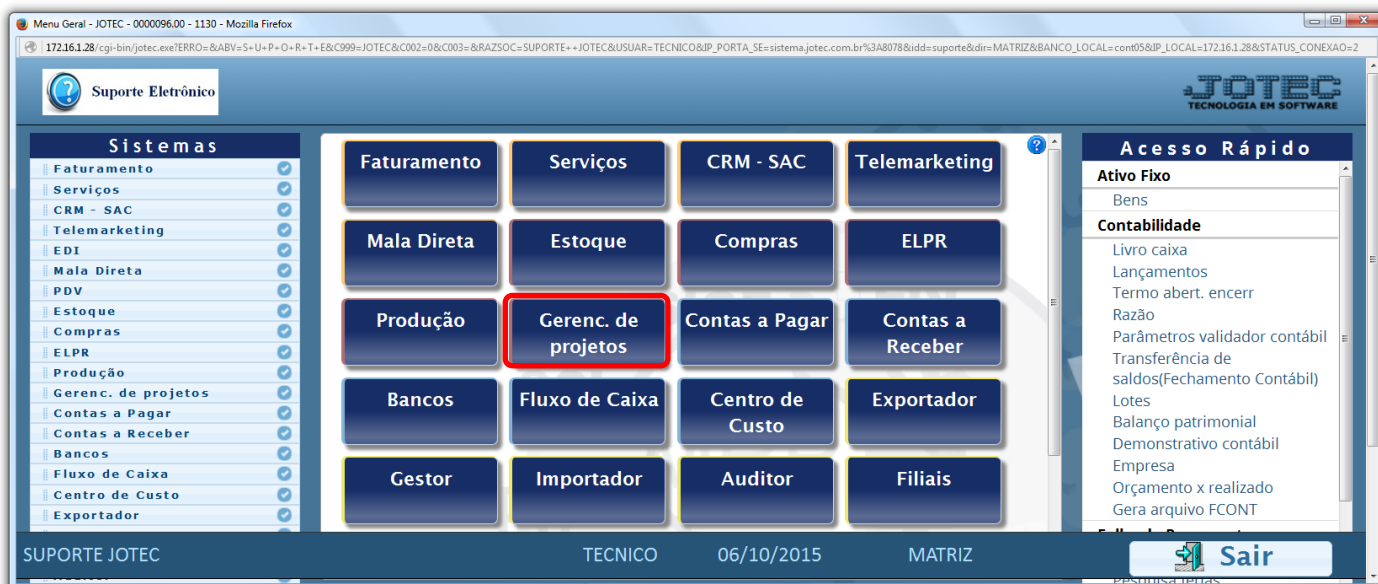 Menu Geral - JOTEC - 0000096.00 - 1130 - Mozilla Firefox
172.16.1.28/cgi-bin/jotec.exe?ERRO=&ABV=S+U+P+O+R+T+E&C999=JOTEC&C002=0&C003=&RAZSOC=SUPORTE++JOTEC&USUAR=TECNICO&IP_PORTA_SE=sistema.jotec.com.br%3A8078&idd=suporte&dir=MATRIZ&BANCO_LOCAL=cont05&IP_LOCAL=172.16.1.28&STATUS_CONEXAO=2
Suporte Eletrônico
JOTEC
TECNOLOGIA EM SOFTWARE
Sistemas
Faturamento
Serviços
CRM - SAC
Telemarketing
EDI
Mala Direta
PDV
Estoque
Compras
ELPR
Produção
Gerenc. de projetos
Contas a Pagar
Contas a Receber
Bancos
Fluxo de Caixa
Centro de Custo
Exportador
Faturamento
Serviços
CRM - SAC
Telemarketing
Mala Direta
Estoque
Compras
ELPR
Produção
Gerenc. de
projetos
Contas a Pagar
Contas a
Receber
Bancos
Fluxo de Caixa
Centro de
Custo
Exportador
Gestor
Importador
Auditor
Filiais
Acesso Rápido
Ativo Fixo
Bens
Contabilidade
Livro caixa
Lançamentos
Termo abert. encerr
Razão
Parâmetros validador contábil
Transferência de
saldos(Fechamento Contábil)
Lotes
Balanço patrimonial
Demonstrativo contábil
Empresa
Orçamento x realizado
Gera arquivo FCONT
SUPORTE JOTEC
TECNICO
06/10/2015
MATRIZ
Sair